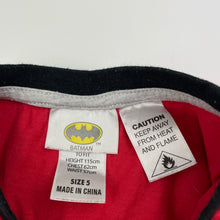 BATMAN
TO FIT
HEIGHT 115cm
CHEST 62cm
WAIST 57cm
SIZE 5
MADE IN CHINA
CAUTION
KEEP AWAY
FROM HEAT
AND FLAME